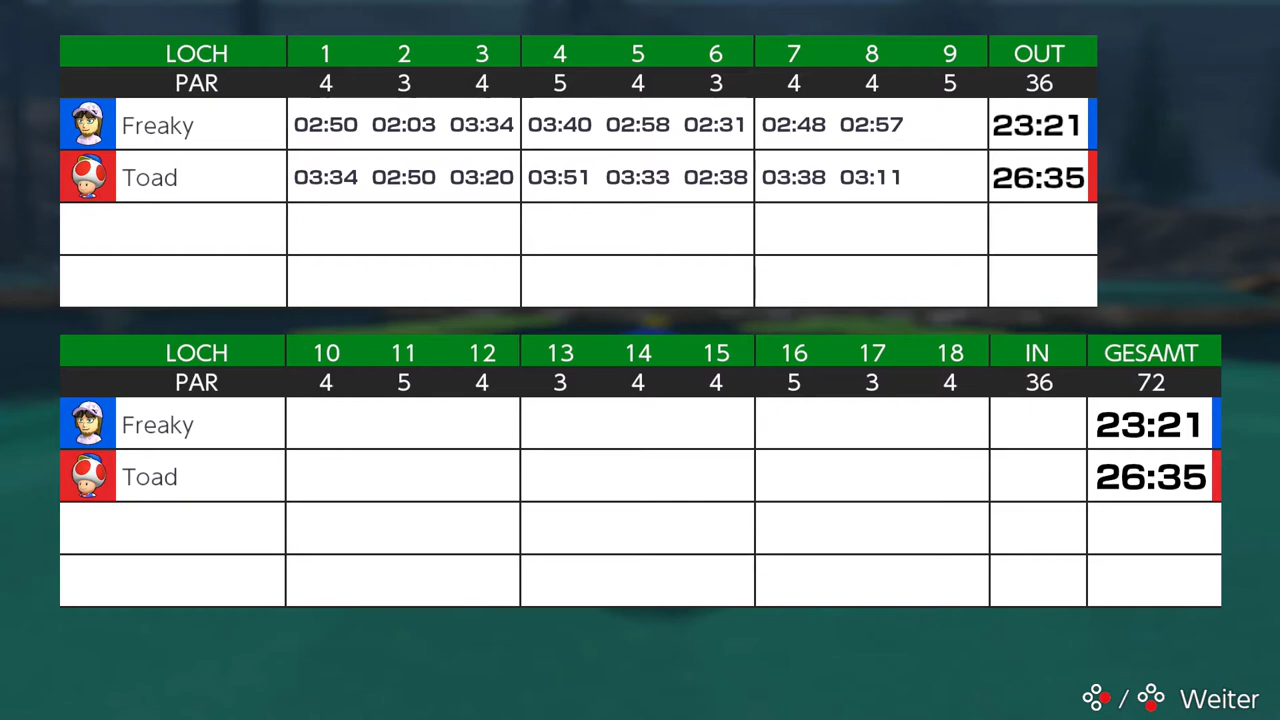 LOCH 1 2 3 4 5 6 7 8 9 OUT
PAR 4 3 4 5 4 3 4 4 5 36
Freaky 02:50 02:03 03:34 03:40 02:58 02:31 02:48 02:57 23:21
Toad 03:34 02:50 03:20 03:51 03:33 02:38 03:38 03:11 26:35
LOCH 10 11 12 13 14 15 16 17 18 IN GESAMT
PAR 4 5 4 3 4 4 5 3 4 36 72
Freaky 23:21
Toad 26:35
/ Weiter